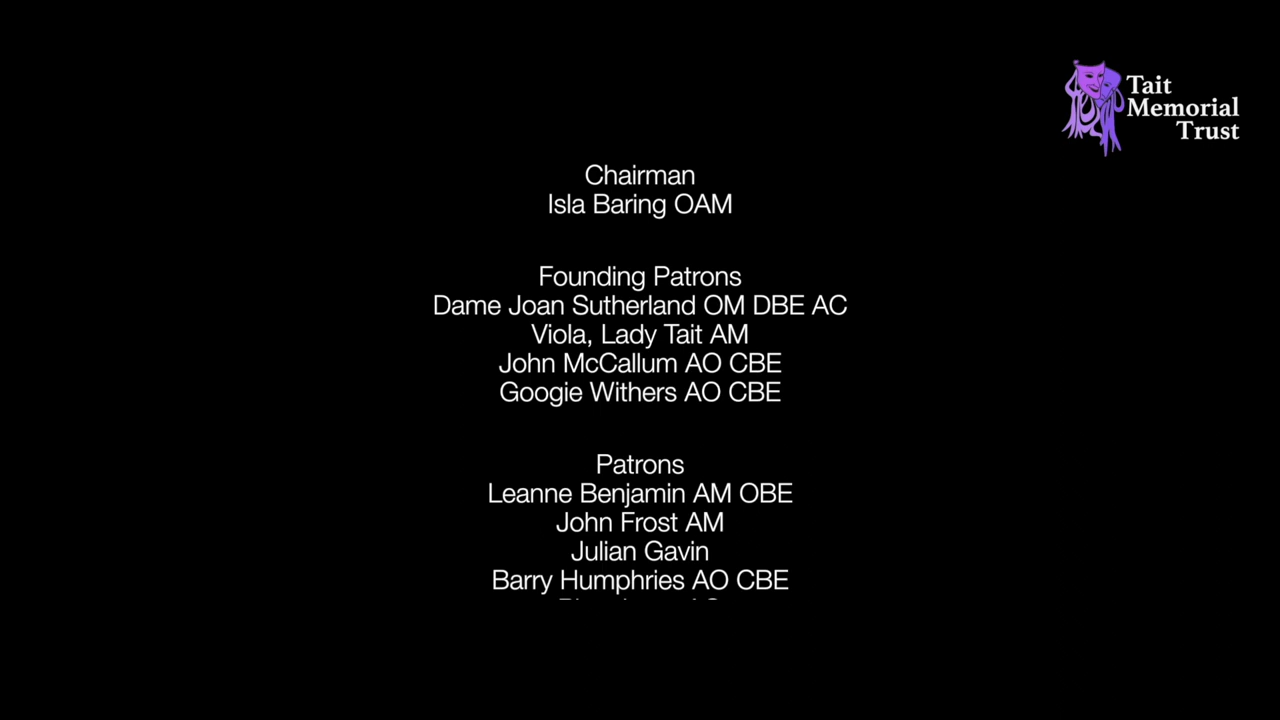 Tait
Memorial
Trust
Chairman
Isla Baring OAM
Founding Patrons
Dame Joan Sutherland OM DBE AC
Viola, Lady Tait AM
John McCallum AO CBE
Googie Withers AO CBE
Patrons
Leanne Benjamin AM OBE
John Frost AM
Julian Gavin
Barry Humphries AO CBE